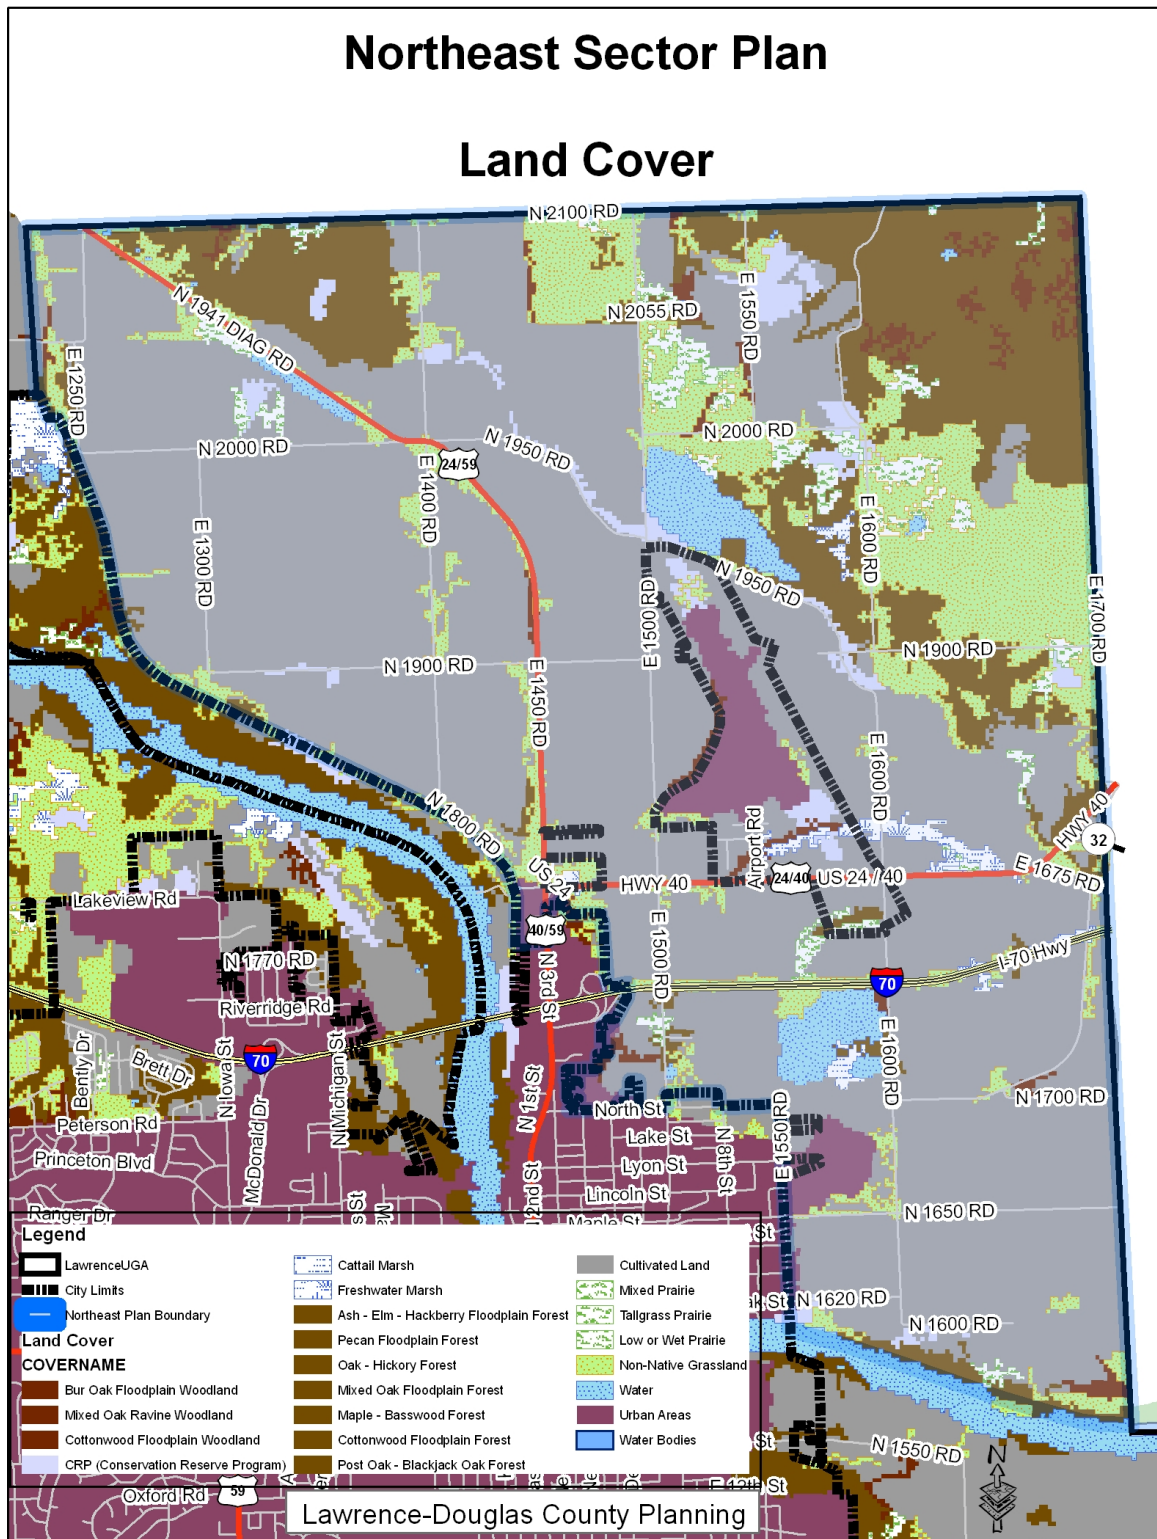 Northeast Sector Plan
Land Cover
N 2100 RD
N 1941 DIAG RD
N 2055 RD
E 1550 RD
E 1250 RD
N 2000 RD
N 1950 RD
N 2000 RD
24/59
E 1400 RD
E 1300 RD
E 1600 RD
N 1950 RD
E 1500 RD
E 1700 RD
N 1900 RD
N 1900 RD
E 1450 RD
E 1600 RD
N 1800 RD
HWY 40
32
Airport Rd
US 24
HWY 40
24/40
US 24 / 40
E 1675 RD
Lakeview Rd
40/59
N 1770 RD
E 1500 RD
N 3rd St
I-70 Hwy
70
Riverridge Rd
N Iowa St
N Michigan St
70
Bently Dr
Brett Dr
E 1600 RD
N 1st St
McDonald Dr
N 1700 RD
North St
Peterson Rd
Lake St
N 8th St
E 1550 RD
Princeton Blvd
Lyon St
Lincoln St
N 2nd St
Maple St
Ranger Dr
N 1650 RD
N 1620 RD
N 1600 RD
N 1550 RD
Legend
LawrenceUGA
City Limits
Northeast Plan Boundary
Land Cover
COVERNAME
Bur Oak Floodplain Woodland
Mixed Oak Ravine Woodland
Cottonwood Floodplain Woodland
CRP (Conservation Reserve Program)
Cattail Marsh
Freshwater Marsh
Ash - Elm - Hackberry Floodplain Forest
Pecan Floodplain Forest
Oak - Hickory Forest
Mixed Oak Floodplain Forest
Maple - Basswood Forest
Cottonwood Floodplain Forest
Post Oak - Blackjack Oak Forest
Cultivated Land
Mixed Prairie
Tallgrass Prairie
Low or Wet Prairie
Non-Native Grassland
Water
Urban Areas
Water Bodies
N
59
Oxford Rd
E 12th St
Lawrence-Douglas County Planning